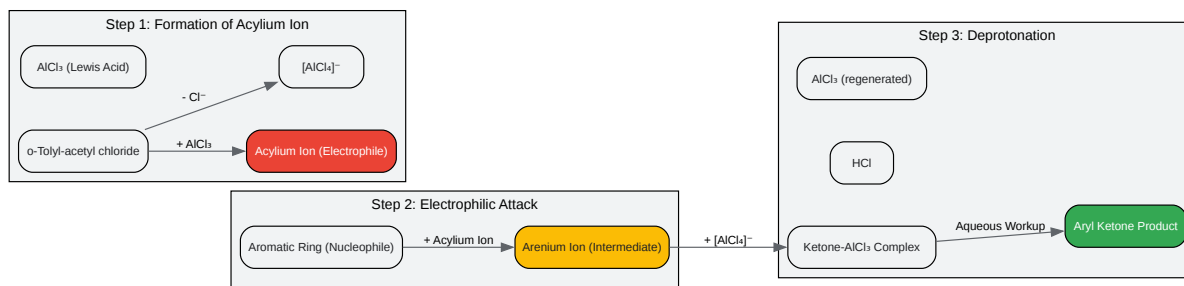 Step 1: Formation of Acylium Ion
AlCl₃ (Lewis Acid)
[AlCl₄]⁻
- Cl⁻
o-Tolyl-acetyl chloride
+ AlCl₃
Acylium Ion (Electrophile)
Step 2: Electrophilic Attack
Aromatic Ring (Nucleophile)
+ Acylium Ion
Arenium Ion (Intermediate)
+ [AlCl₄]⁻
Step 3: Deprotonation
AlCl₃ (regenerated)
HCl
Ketone-AlCl₃ Complex
Aqueous Workup
Aryl Ketone Product